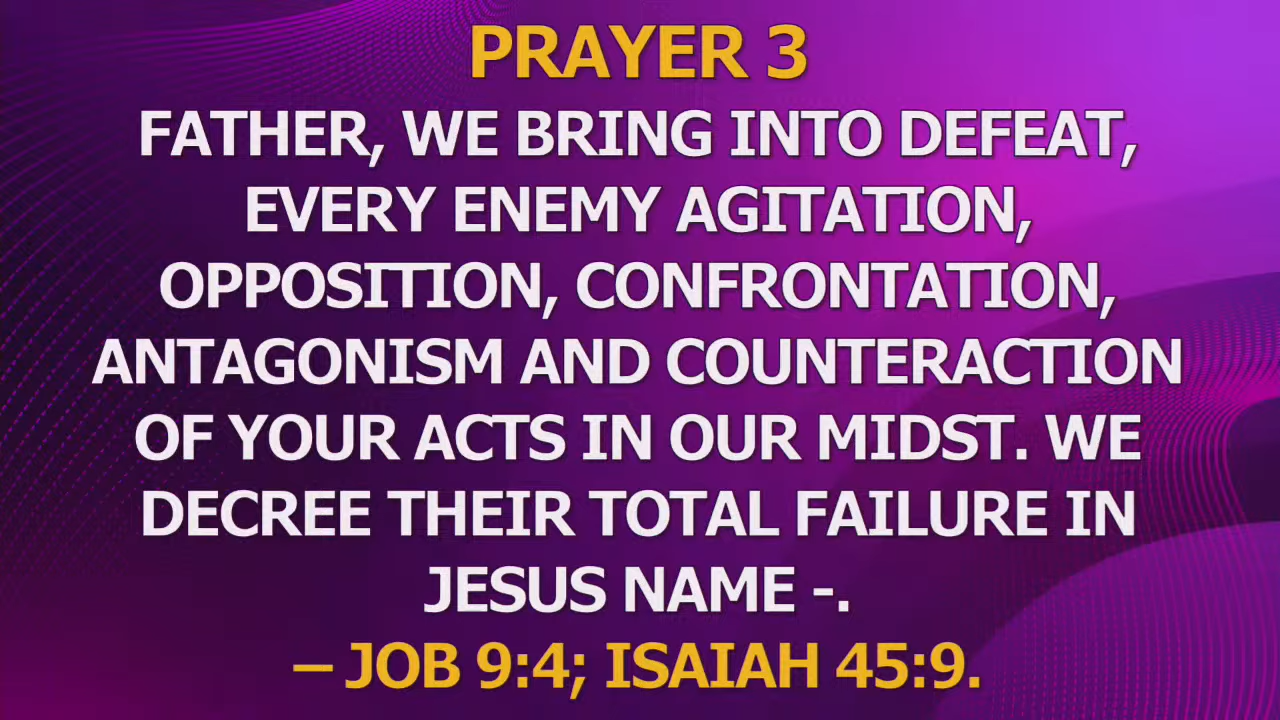 PRAYER 3
FATHER, WE BRING INTO DEFEAT,
EVERY ENEMY AGITATION,
OPPOSITION, CONFRONTATION,
ANTAGONISM AND COUNTERACTION
OF YOUR ACTS IN OUR MIDST. WE
DECREE THEIR TOTAL FAILURE IN
JESUS NAME -.
– JOB 9:4; ISAIAH 45:9.